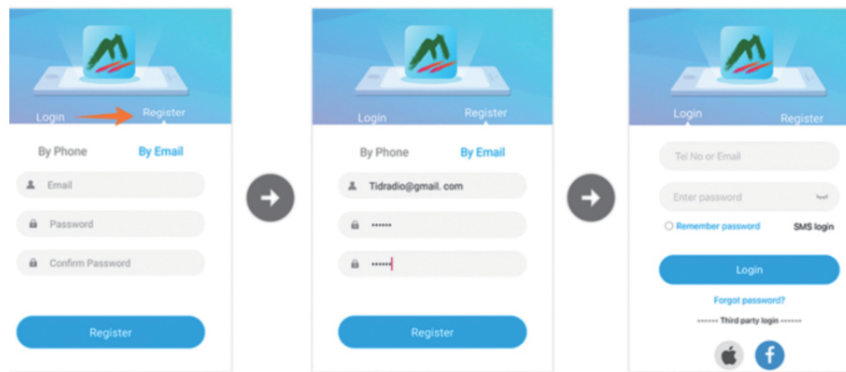 Login
Register
By Phone
By Email
Email
Password
Confirm Password
Register
Login
Register
By Phone
By Email
Tidradio@gmail. com
••••••
••••••
Register
Login
Register
Tel No or Email
Enter password
Remember password
SMS login
Login
Forgot password?
------ Third party login ------
f